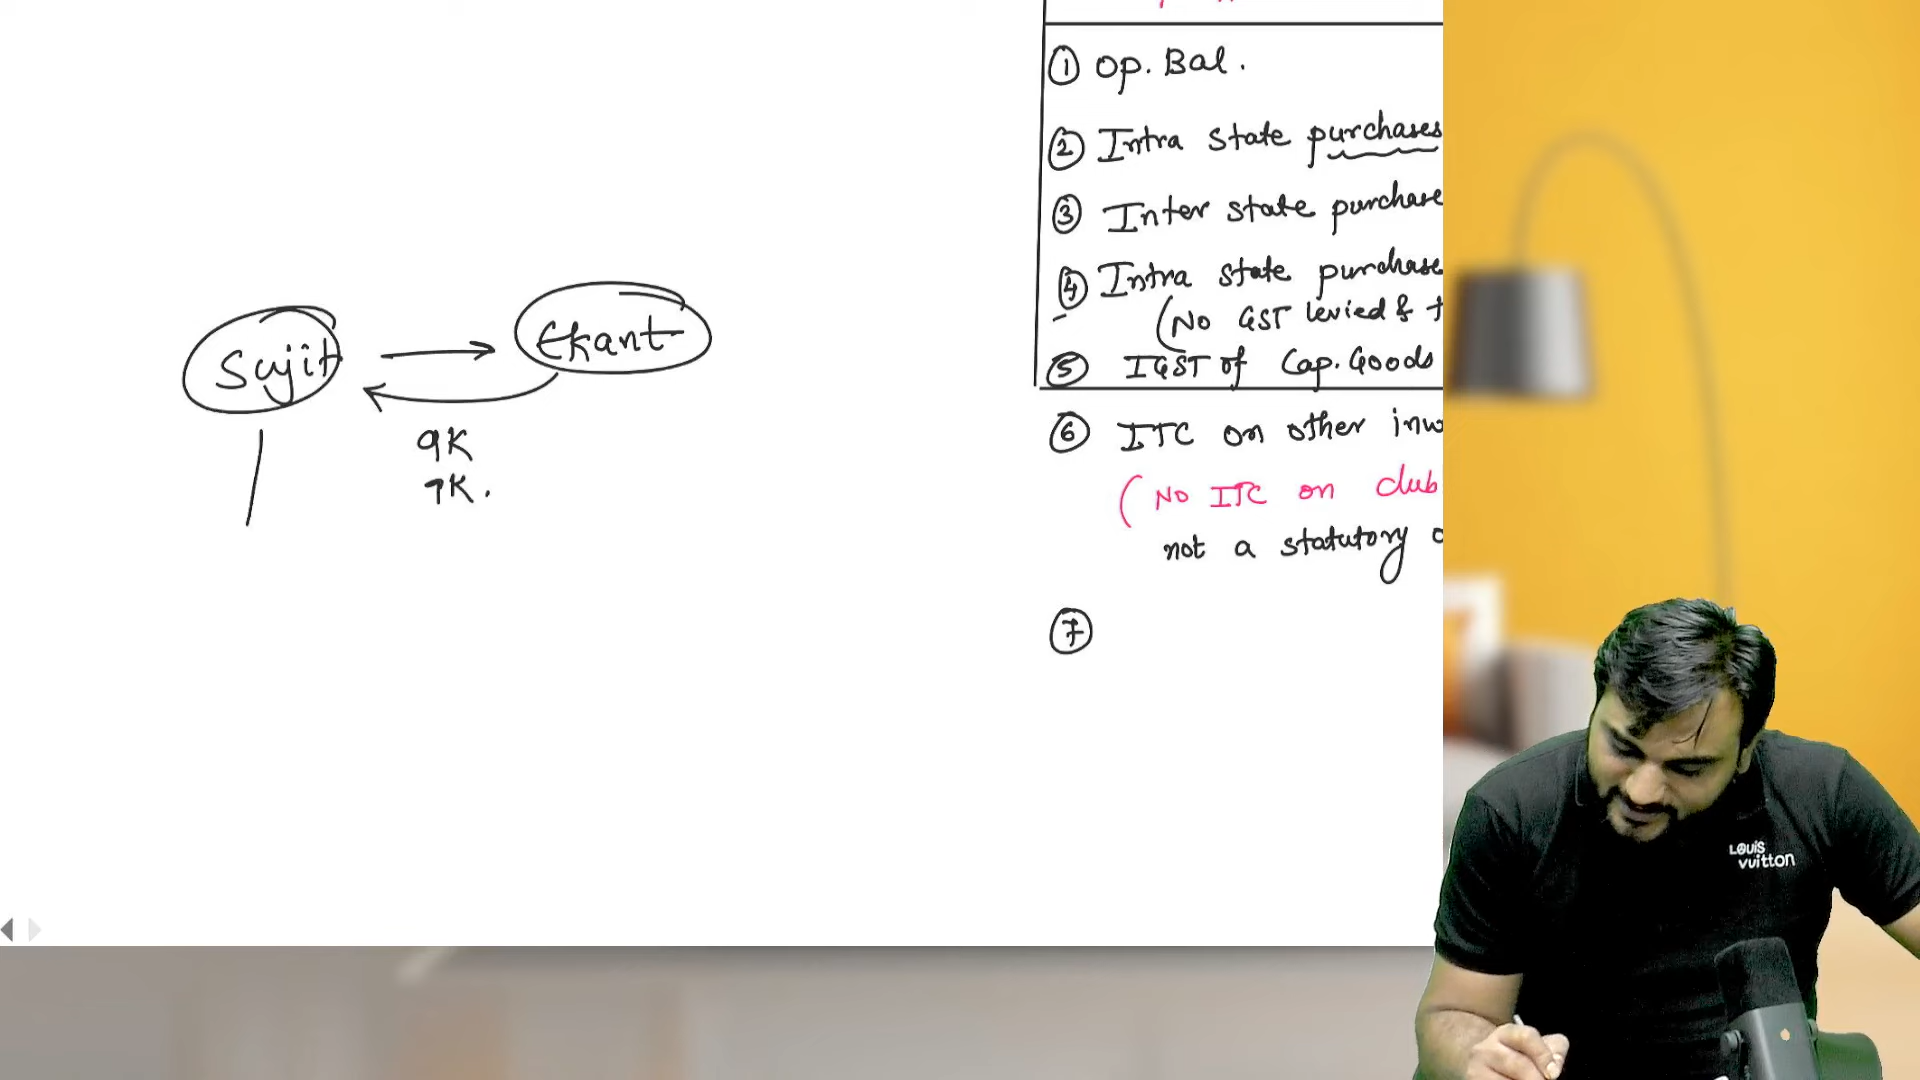 Sujit
Ekant
9K
9K.
① Op. Bal.
② Intra state purchases
③ Inter state purchase
④ Intra state purchase
(No GST levied &
⑤ IGST of Cap. Goods
⑥ ITC on other
(No ITC on club
not a statutory
⑦
Louis
Vuitton